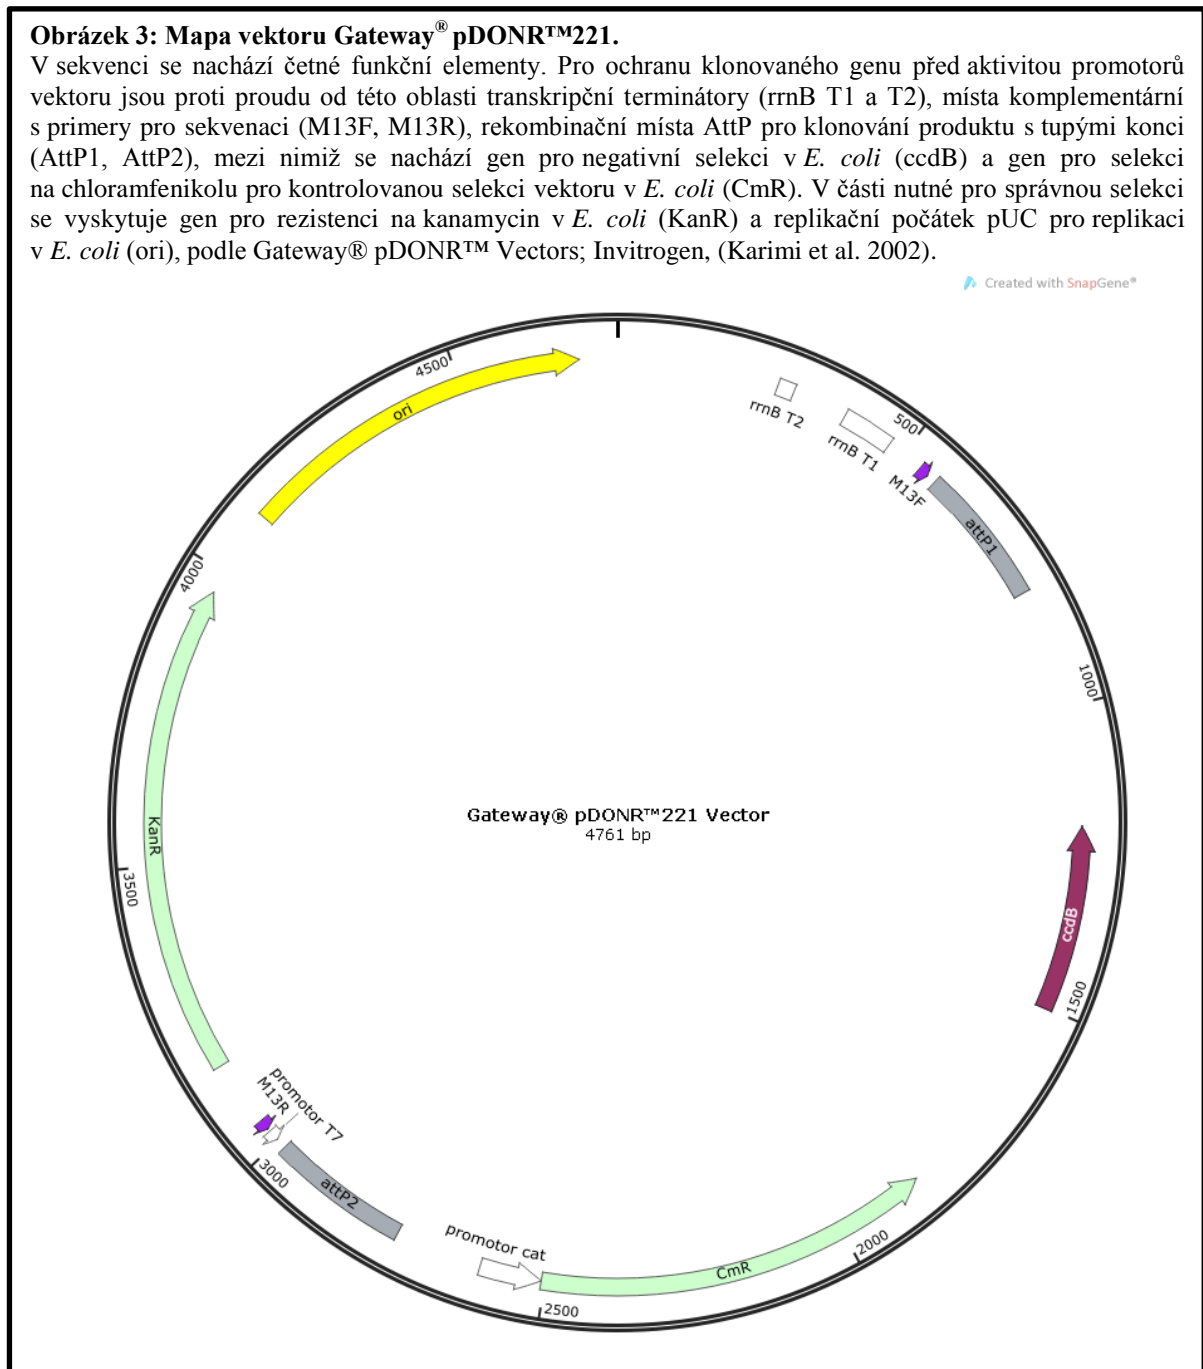 Obrázek 3: Mapa vektoru Gateway® pDONR™221.
V sekvenci se nachází četné funkční elementy. Pro ochranu klonovaného genu před aktivitou promotorů
vektoru jsou proti proudu od této oblasti transkripční terminátory (rrnB T1 a T2), místa komplementární
s primery pro sekvenaci (M13F, M13R), rekombinační místa AttP pro klonování produktu s tupými konci
(AttP1, AttP2), mezi nimiž se nachází gen pro negativní selekci v E. coli (ccdB) a gen pro selekci
na chloramfenikolu pro kontrolovanou selekci vektoru v E. coli (CmR). V části nutné pro správnou selekci
se vyskytuje gen pro rezistenci na kanamycin v E. coli (KanR) a replikační počátek pUC pro replikaci
v E. coli (ori), podle Gateway® pDONR™ Vectors; Invitrogen, (Karimi et al. 2002).
Created with SnapGene®
4500
ori
rrnB T2
rrnB T1
500
M13F
attP1
4000
1000
KanR
Gateway® pDONR™221 Vector
4761 bp
3500
ccdB
1500
promotor T7
M13R
3000
attP2
promotor cat
CmR
2000
2500